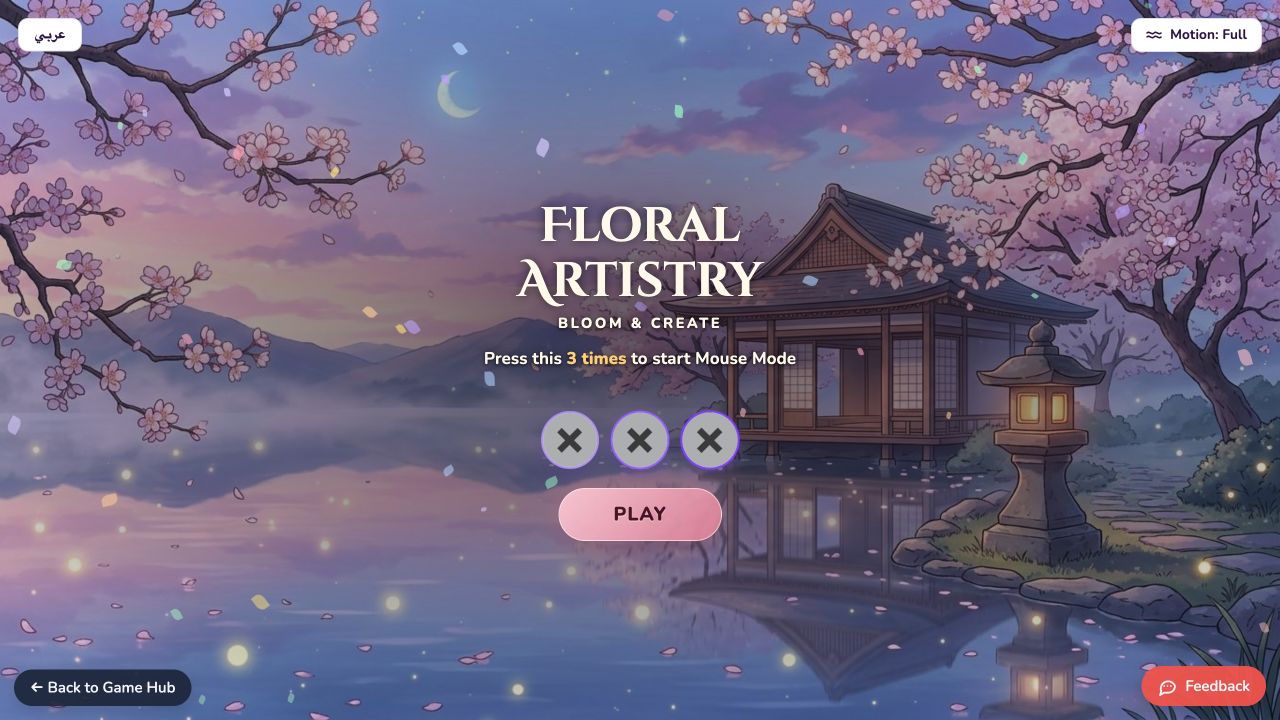 عربي
Motion: Full
Floral
Artistry
BLOOM & CREATE
Press this 3 times to start Mouse Mode
PLAY
← Back to Game Hub
Feedback